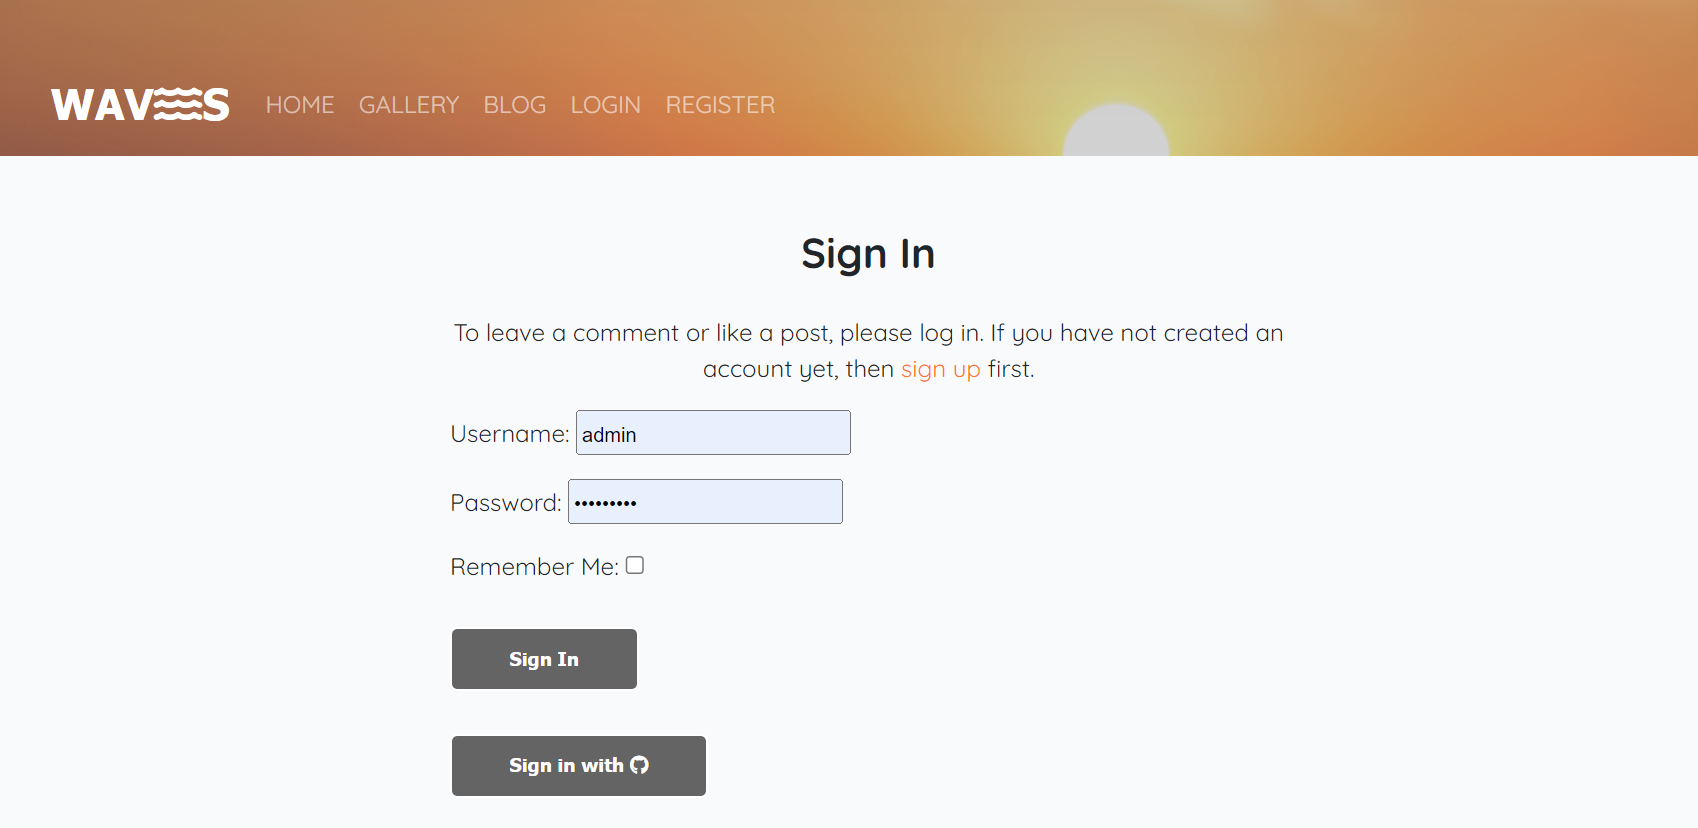 WAVES HOME GALLERY BLOG LOGIN REGISTER
Sign In
To leave a comment or like a post, please log in. If you have not created an
account yet, then sign up first.
Username: admin
Password: •••••••••
Remember Me:
Sign In
Sign in with